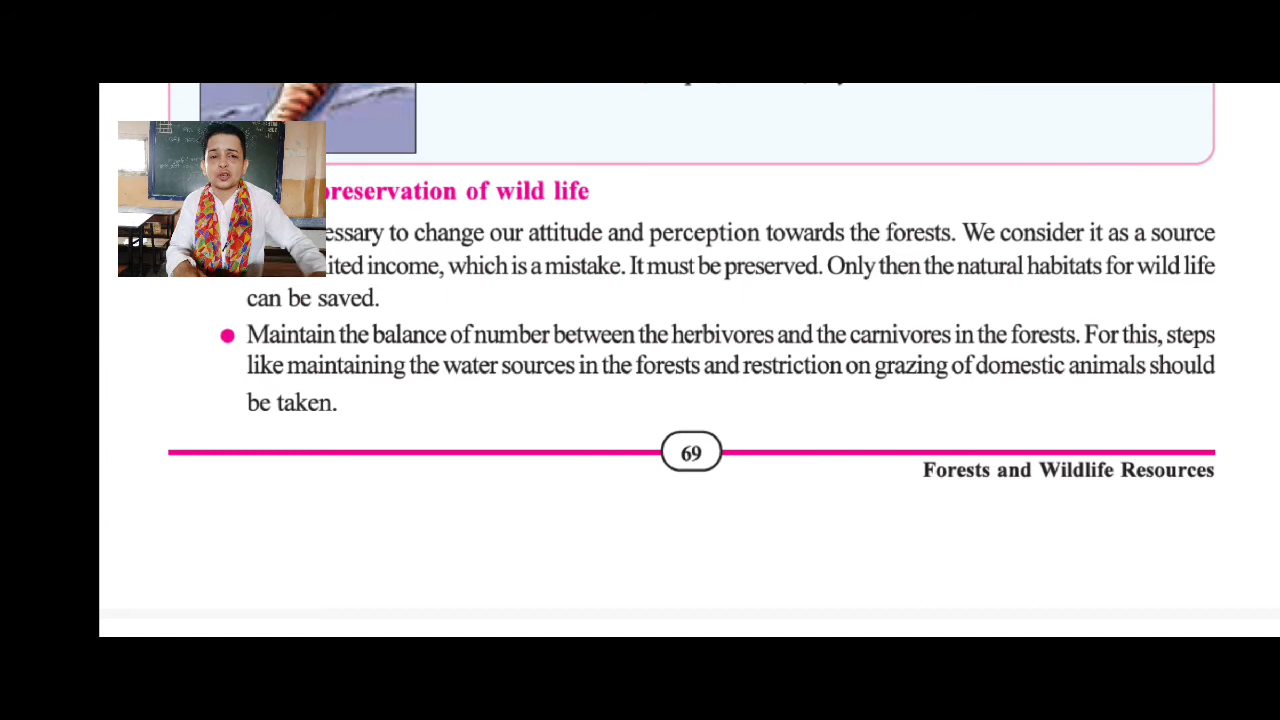 preservation of wild life
to change our attitude and perception towards the forests. We consider it as a source
income, which is a mistake. It must be preserved. Only then the natural habitats for wild life
can be saved.
● Maintain the balance of number between the herbivores and the carnivores in the forests. For this, steps
like maintaining the water sources in the forests and restriction on grazing of domestic animals should
be taken.
69
Forests and Wildlife Resources